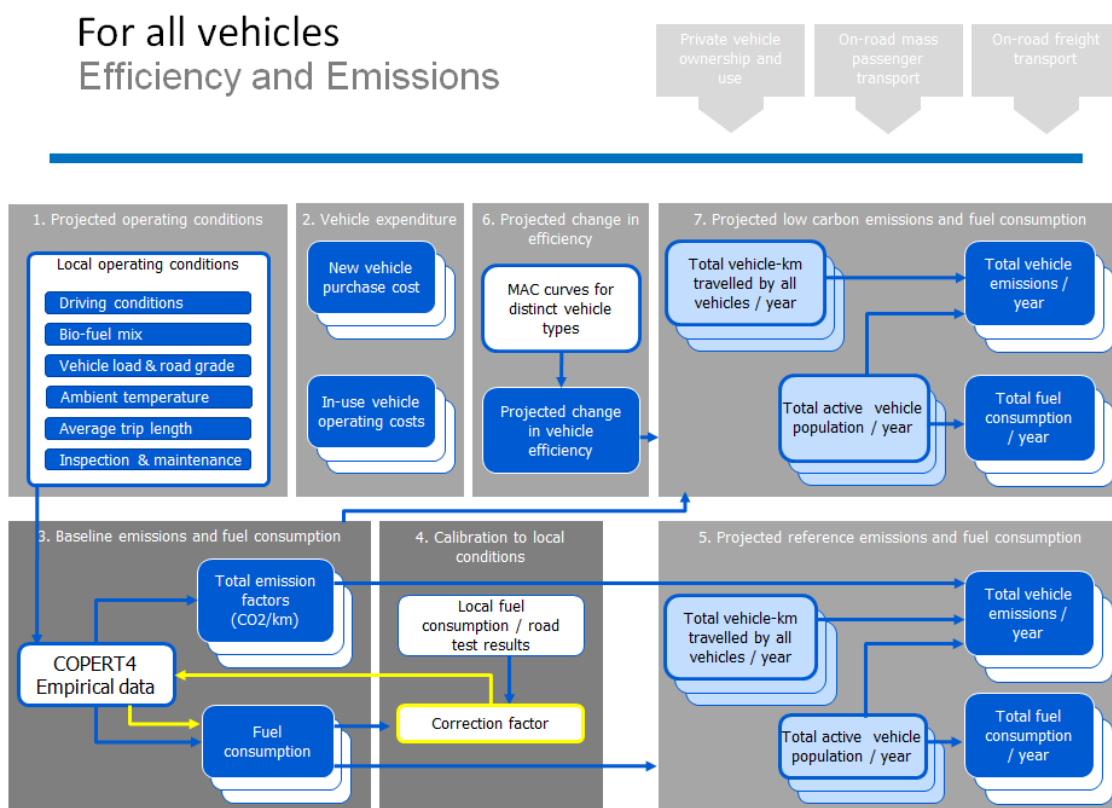 For all vehicles
Efficiency and Emissions
Private vehicle
ownership and
use
On-road mass
passenger
transport
On-road freight
transport
1. Projected operating conditions
Local operating conditions
Driving conditions
Bio-fuel mix
Vehicle load & road grade
Ambient temperature
Average trip length
Inspection & maintenance
2. Vehicle expenditure
New vehicle
purchase cost
In-use vehicle
operating costs
6. Projected change in
efficiency
MAC curves for
distinct vehicle
types
Projected change
in vehicle
efficiency
7. Projected low carbon emissions and fuel consumption
Total vehicle-km
travelled by all
vehicles / year
Total vehicle
emissions /
year
Total active vehicle
population / year
Total fuel
consumption
/ year
3. Baseline emissions and fuel consumption
Total emission
factors
(CO2/km)
COPERT4
Empirical data
Fuel
consumption
4. Calibration to local
conditions
Local fuel
consumption / road
test results
Correction factor
5. Projected reference emissions and fuel consumption
Total vehicle-km
travelled by all
vehicles / year
Total vehicle
emissions /
year
Total active vehicle
population / year
Total fuel
consumption
/ year